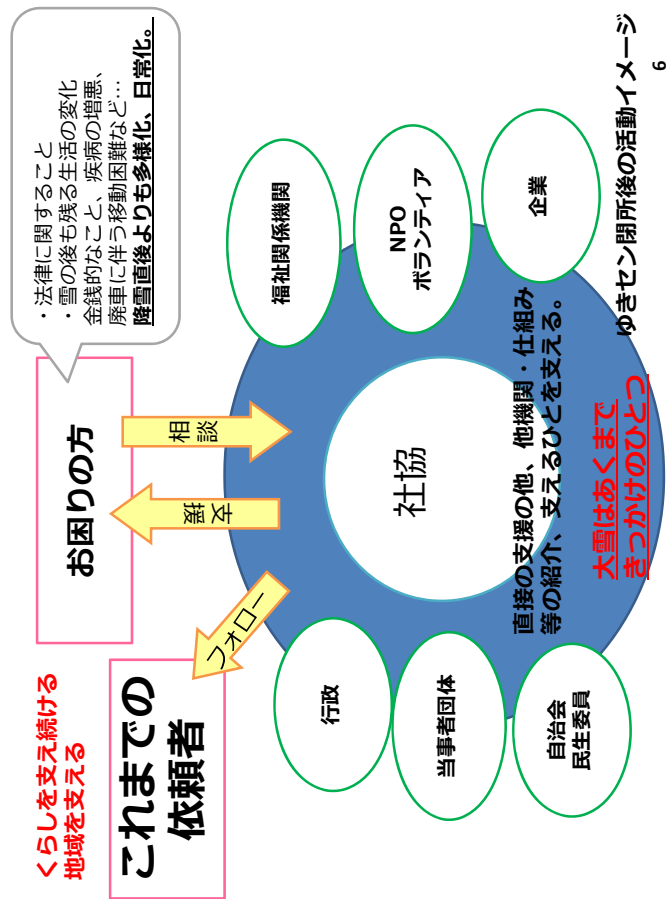 くらしを支え続ける
地域を支える
これまでの
依頼者
お困りの方
・法律に関すること
・雪の後も残る生活の変化
金銭的なこと、疾病の増悪、
廃車に伴う移動困難など…
降雪直後よりも多様化、日常化。
フォロー
支援
相談
行政
当事者団体
自治会
民生委員
社協
福祉関係機関
NPO
ボランティア
企業
直接の支援の他、他機関・仕組み
等の紹介、支えるひとを支える。
大雪はあくまで
きっかけのひとつ
ゆきセン閉所後の活動イメージ
6